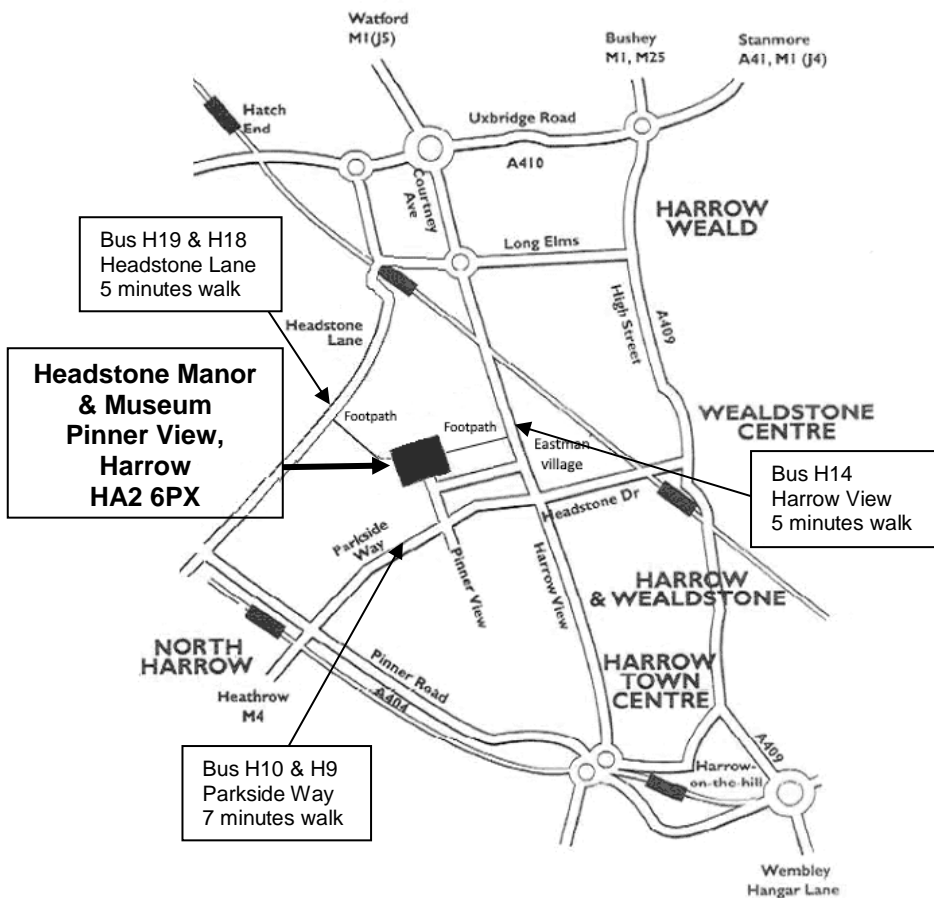 Watford
M1(J5)
Bushey
M1, M25
Stanmore
A41, M1 (J4)
Hatch
End
Uxbridge Road
A410
Courtney
Ave
HARROW
WEALD
Long Elms
Bus H19 & H18
Headstone Lane
5 minutes walk
High Street
A409
Headstone
Lane
Headstone Manor
& Museum
Pinner View,
Harrow
HA2 6PX
Footpath
Footpath
WEALDSTONE
CENTRE
Eastman
village
Bus H14
Harrow View
5 minutes walk
Headstone Dr
Parkside
Way
Pinner View
Harrow View
HARROW
& WEALDSTONE
NORTH
HARROW
Pinner Road
A404
HARROW
TOWN
CENTRE
Heathrow
M4
Bus H10 & H9
Parkside Way
7 minutes walk
A409
Harrow-
on-the-hill
Wembley
Hangar Lane